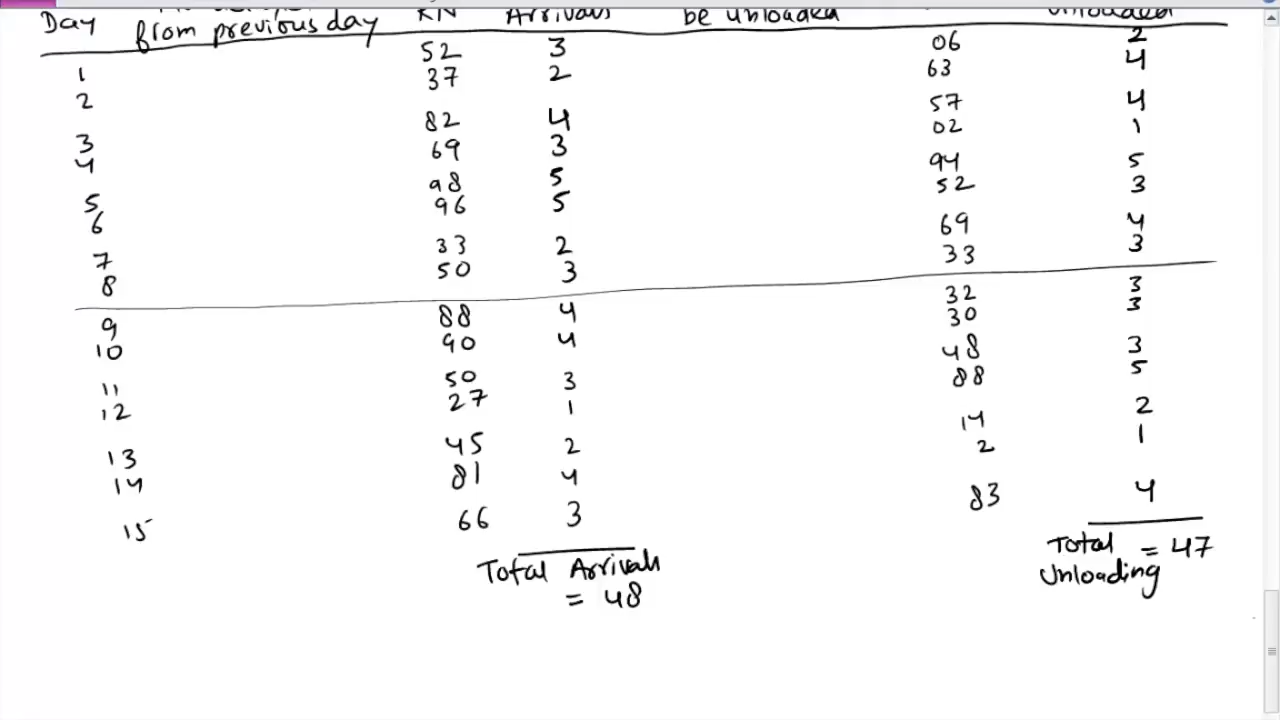 Day from previous day RN Arrivals be unloaded unloaded
1 52 3 06 2
2 37 2 63 4
3 82 4 57 4
4 69 3 02 1
5 98 5 94 5
6 96 5 52 3
7 33 2 69 4
8 50 3 33 3
9 88 4 32 3
10 90 4 30 3
11 50 3 48 3
12 27 1 88 5
13 45 2 14 2
14 81 4 2 1
15 66 3 83 4
Total Arrivals = 48
Total Unloading = 47